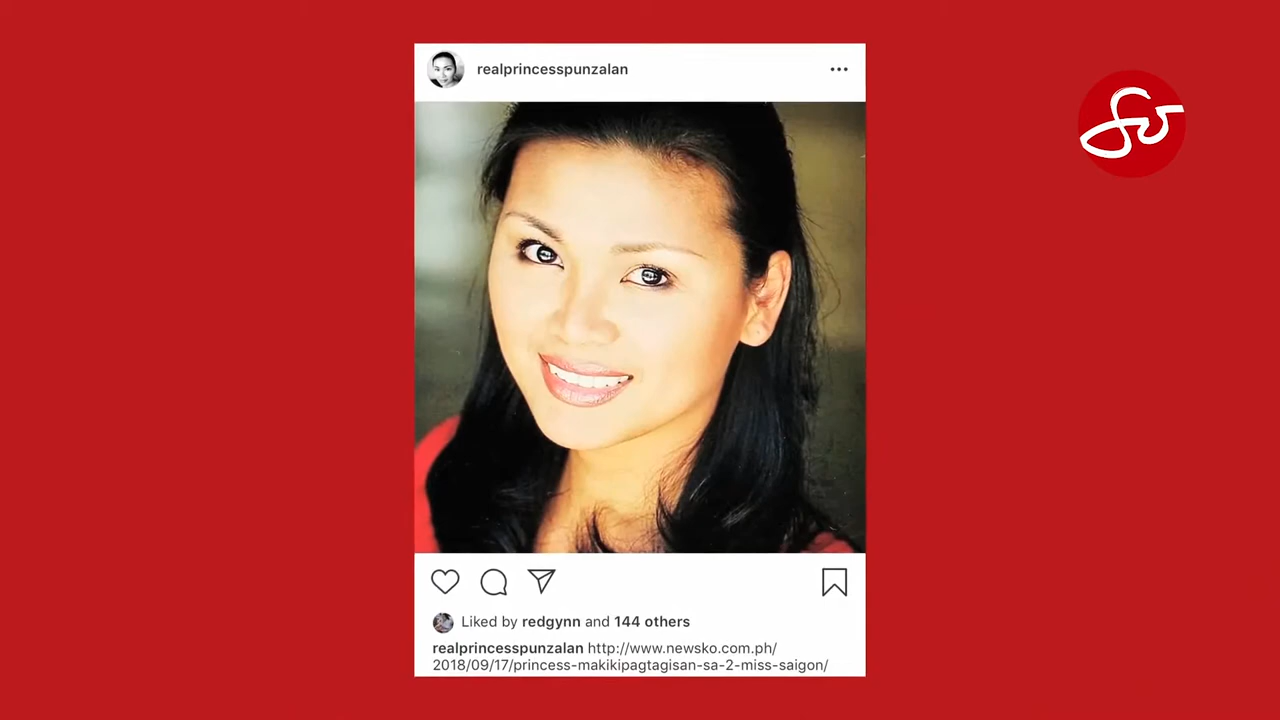 realprincesspunzalan
Liked by redgynn and 144 others
realprincesspunzalan http://www.newsko.com.ph/
2018/09/17/princess-makikipagtagisan-sa-2-miss-saigon/